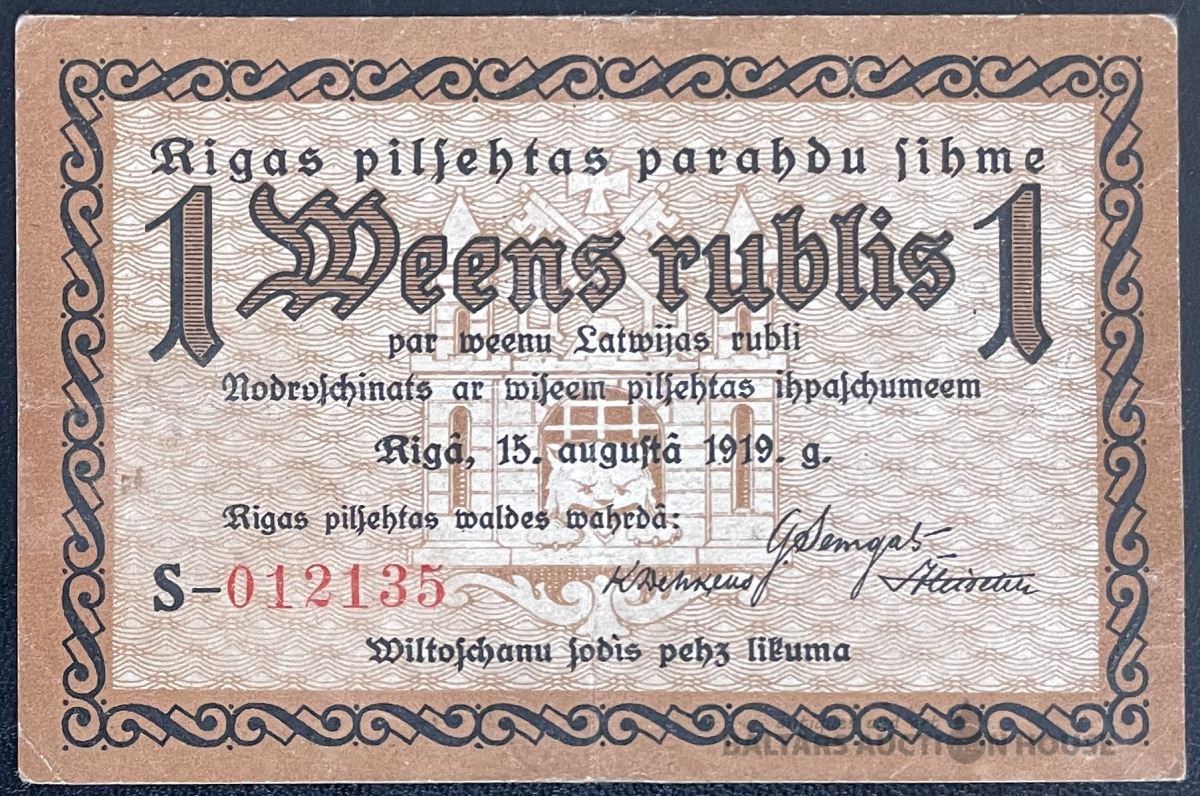 Rigas pilſehtas parahdu ſihme
1 Weens rublis 1
par weenu Latwijas rubli
Nodroſchinats ar wiſeem pilſehtas ihpaſchumeem
Rigâ, 15. auguſtâ 1919. g.
Rigas pilſehtas waldes wahrdâ:
S-012135
Wiltoſchanu ſodìs pehz likuma
BALTARS AUCTION HOUSE